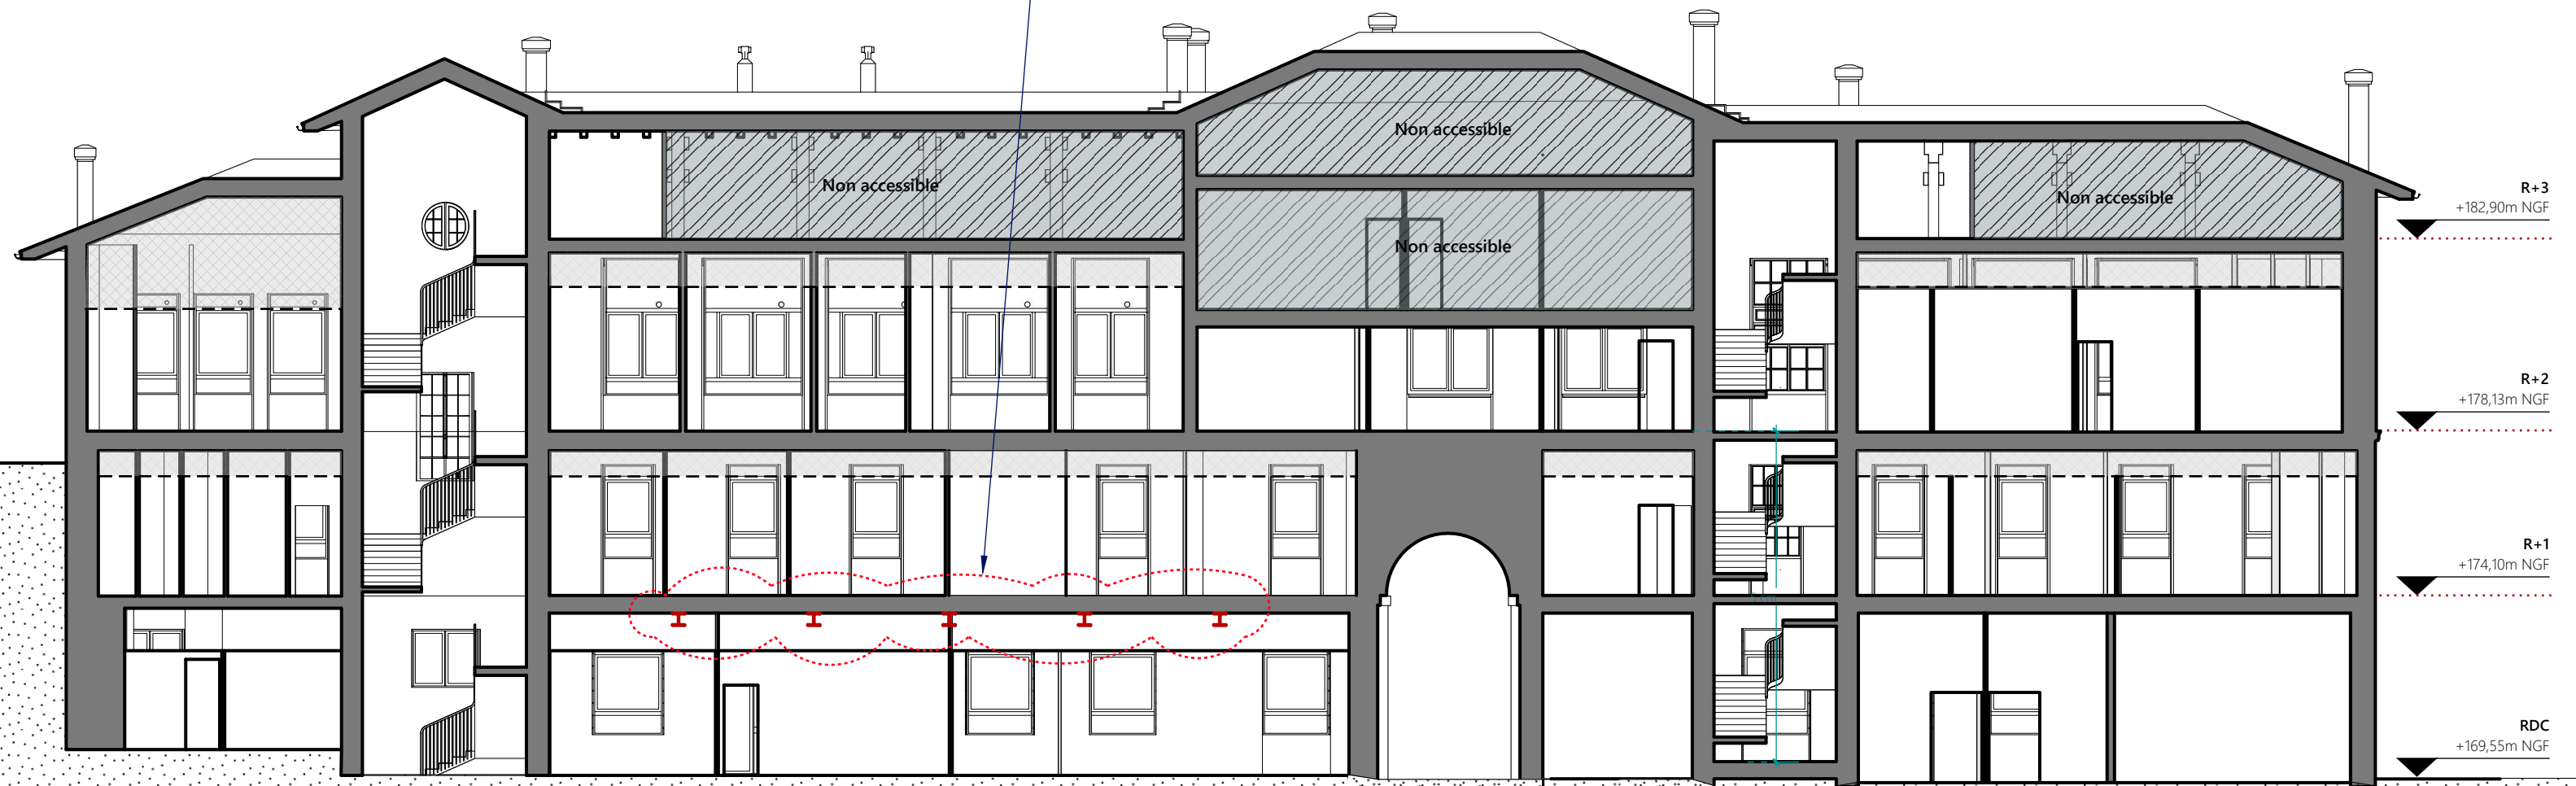 Non accessible
Non accessible
Non accessible
Non accessible
R+3
+182,90m NGF
R+2
+178,13m NGF
R+1
+174,10m NGF
RDC
+169,55m NGF